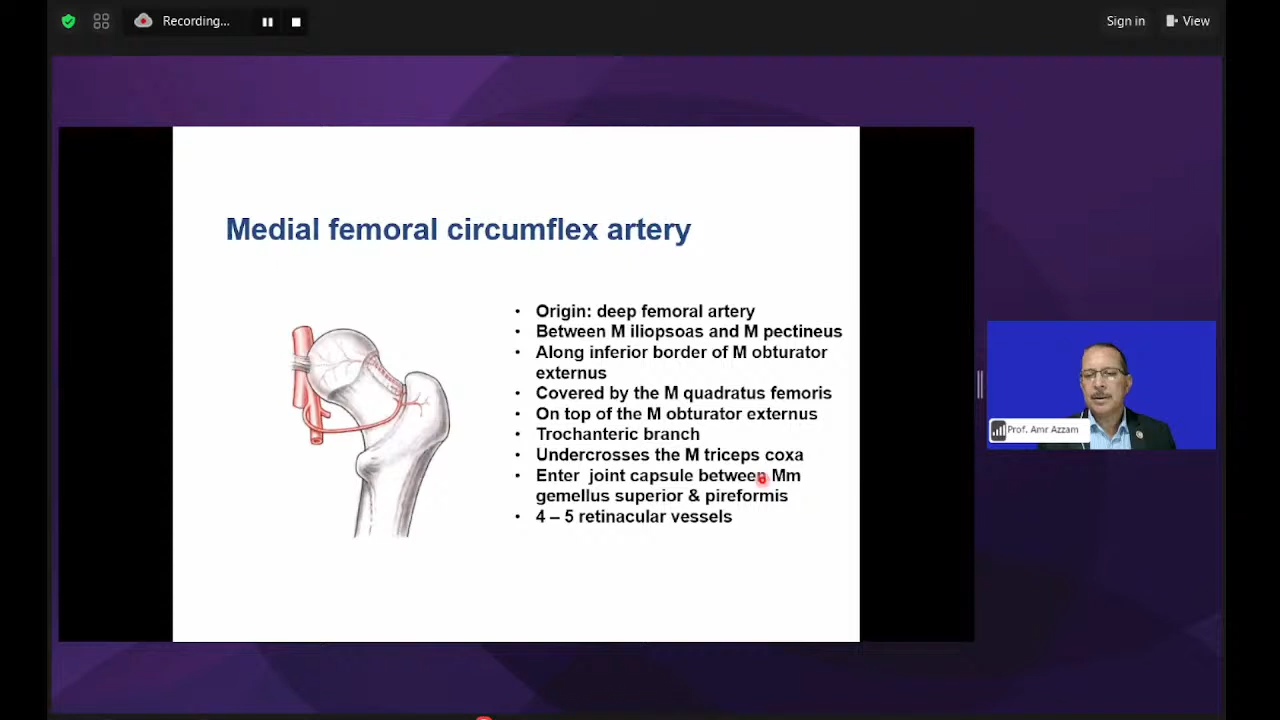 Recording...
Sign in
View
Medial femoral circumflex artery
• Origin: deep femoral artery
• Between M iliopsoas and M pectineus
• Along inferior border of M obturator
externus
• Covered by the M quadratus femoris
• On top of the M obturator externus
• Trochanteric branch
• Undercrosses the M triceps coxa
• Enter joint capsule between Mm
gemellus superior & pireformis
• 4 – 5 retinacular vessels
Prof. Amr Azzam